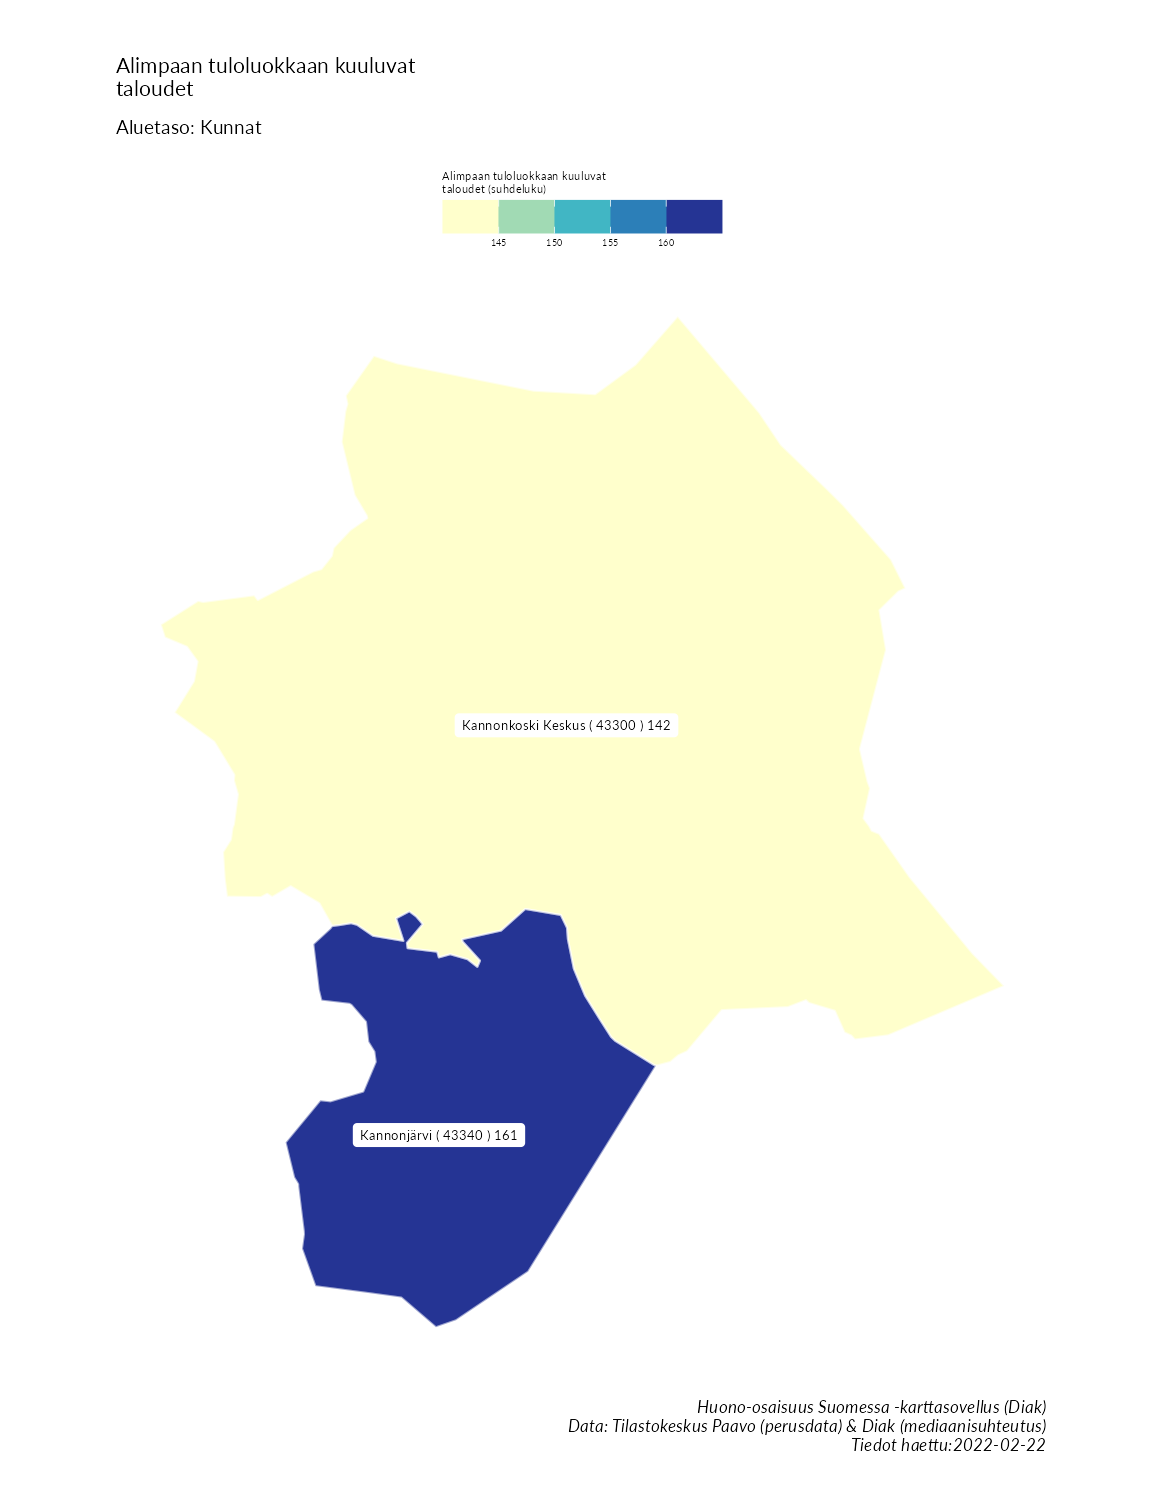 Alimpaan tuloluokkaan kuuluvat
taloudet
Aluetaso: Kunnat
Alimpaan tuloluokkaan kuuluvat
taloudet (suhdeluku)
145 150 155 160
Kannonkoski Keskus ( 43300 ) 142
Kannonjärvi ( 43340 ) 161
Huono-osaisuus Suomessa -karttasovellus (Diak)
Data: Tilastokeskus Paavo (perusdata) & Diak (mediaanisuhteutus)
Tiedot haettu:2022-02-22